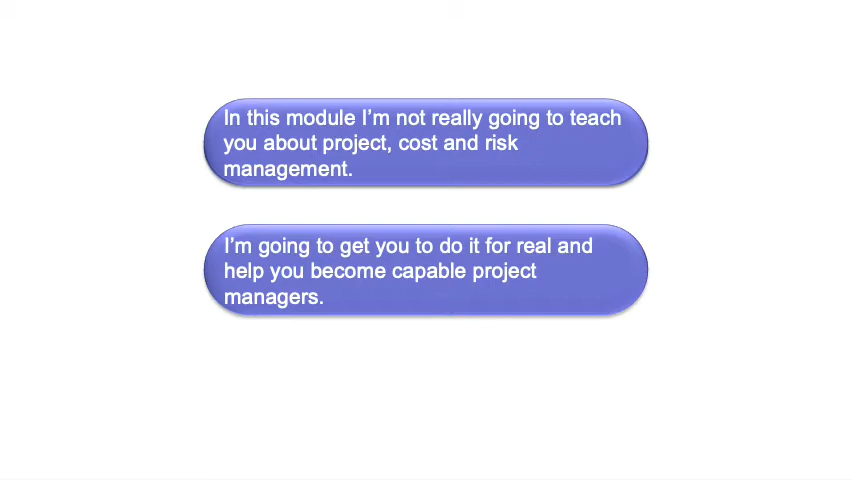 In this module I’m not really going to teach
you about project, cost and risk
management.
I’m going to get you to do it for real and
help you become capable project
managers.